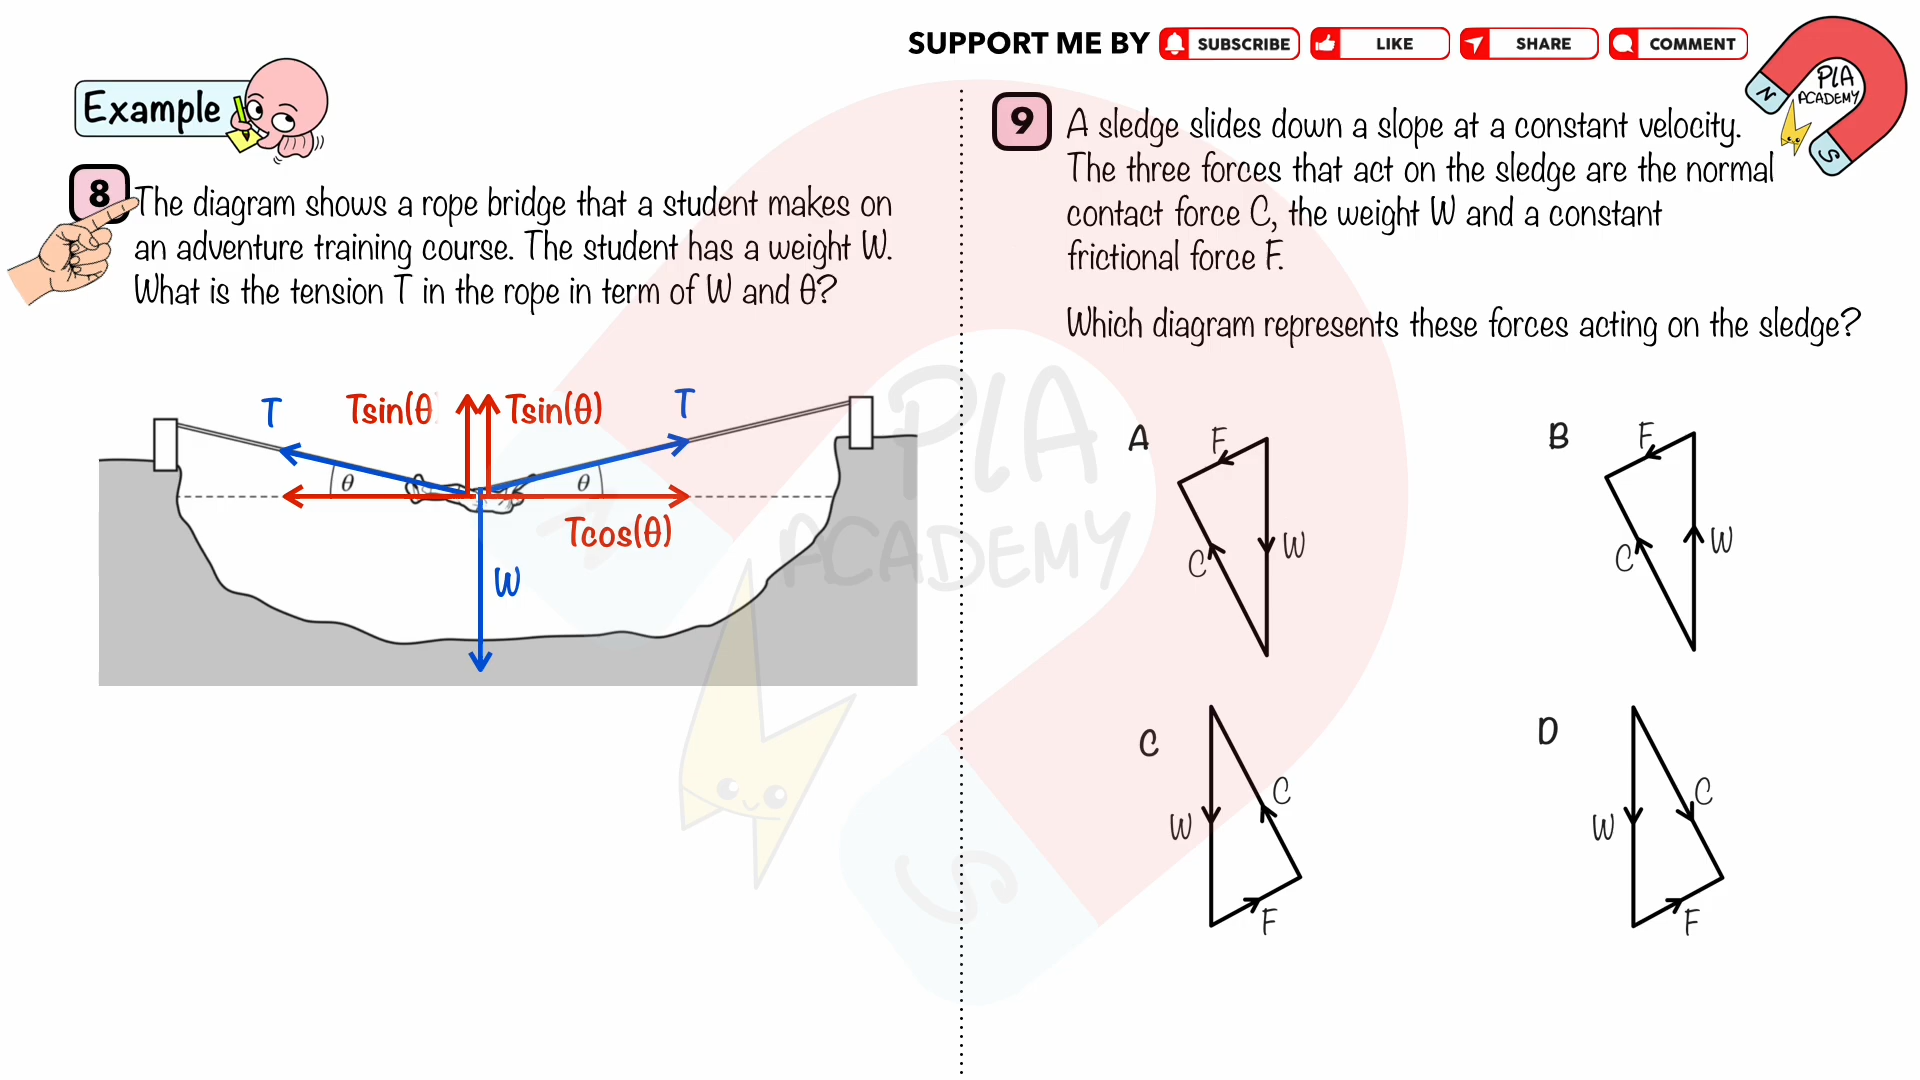 SUPPORT ME BY SUBSCRIBE LIKE SHARE COMMENT
PLA
ACADEMY
N
S
Example
8
The diagram shows a rope bridge that a student makes on
an adventure training course. The student has a weight W.
What is the tension T in the rope in term of W and θ?
T Tsin(θ Tsin(θ) T
θ θ
Tcos(θ)
W
9
A sledge slides down a slope at a constant velocity.
The three forces that act on the sledge are the normal
contact force C, the weight W and a constant
frictional force F.
Which diagram represents these forces acting on the sledge?
A F C W
B F C W
C W C F
D W C F
PLA
ACADEMY
S